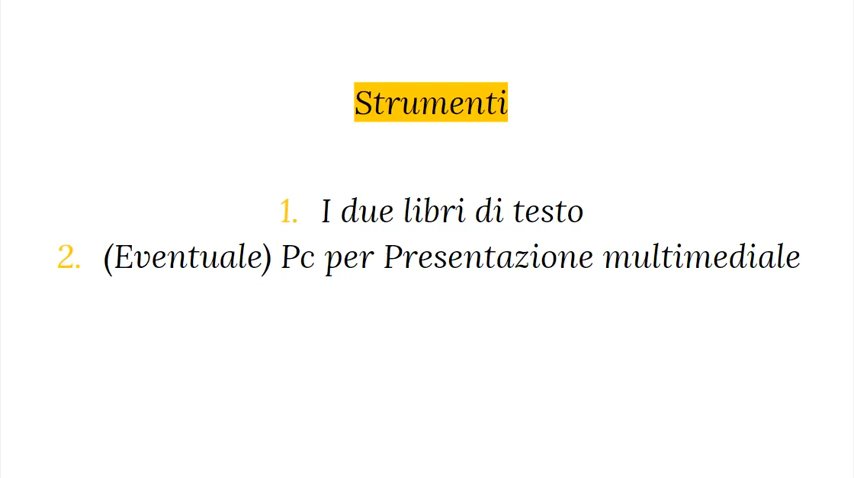 Strumenti
1. I due libri di testo
2. (Eventuale) Pc per Presentazione multimediale